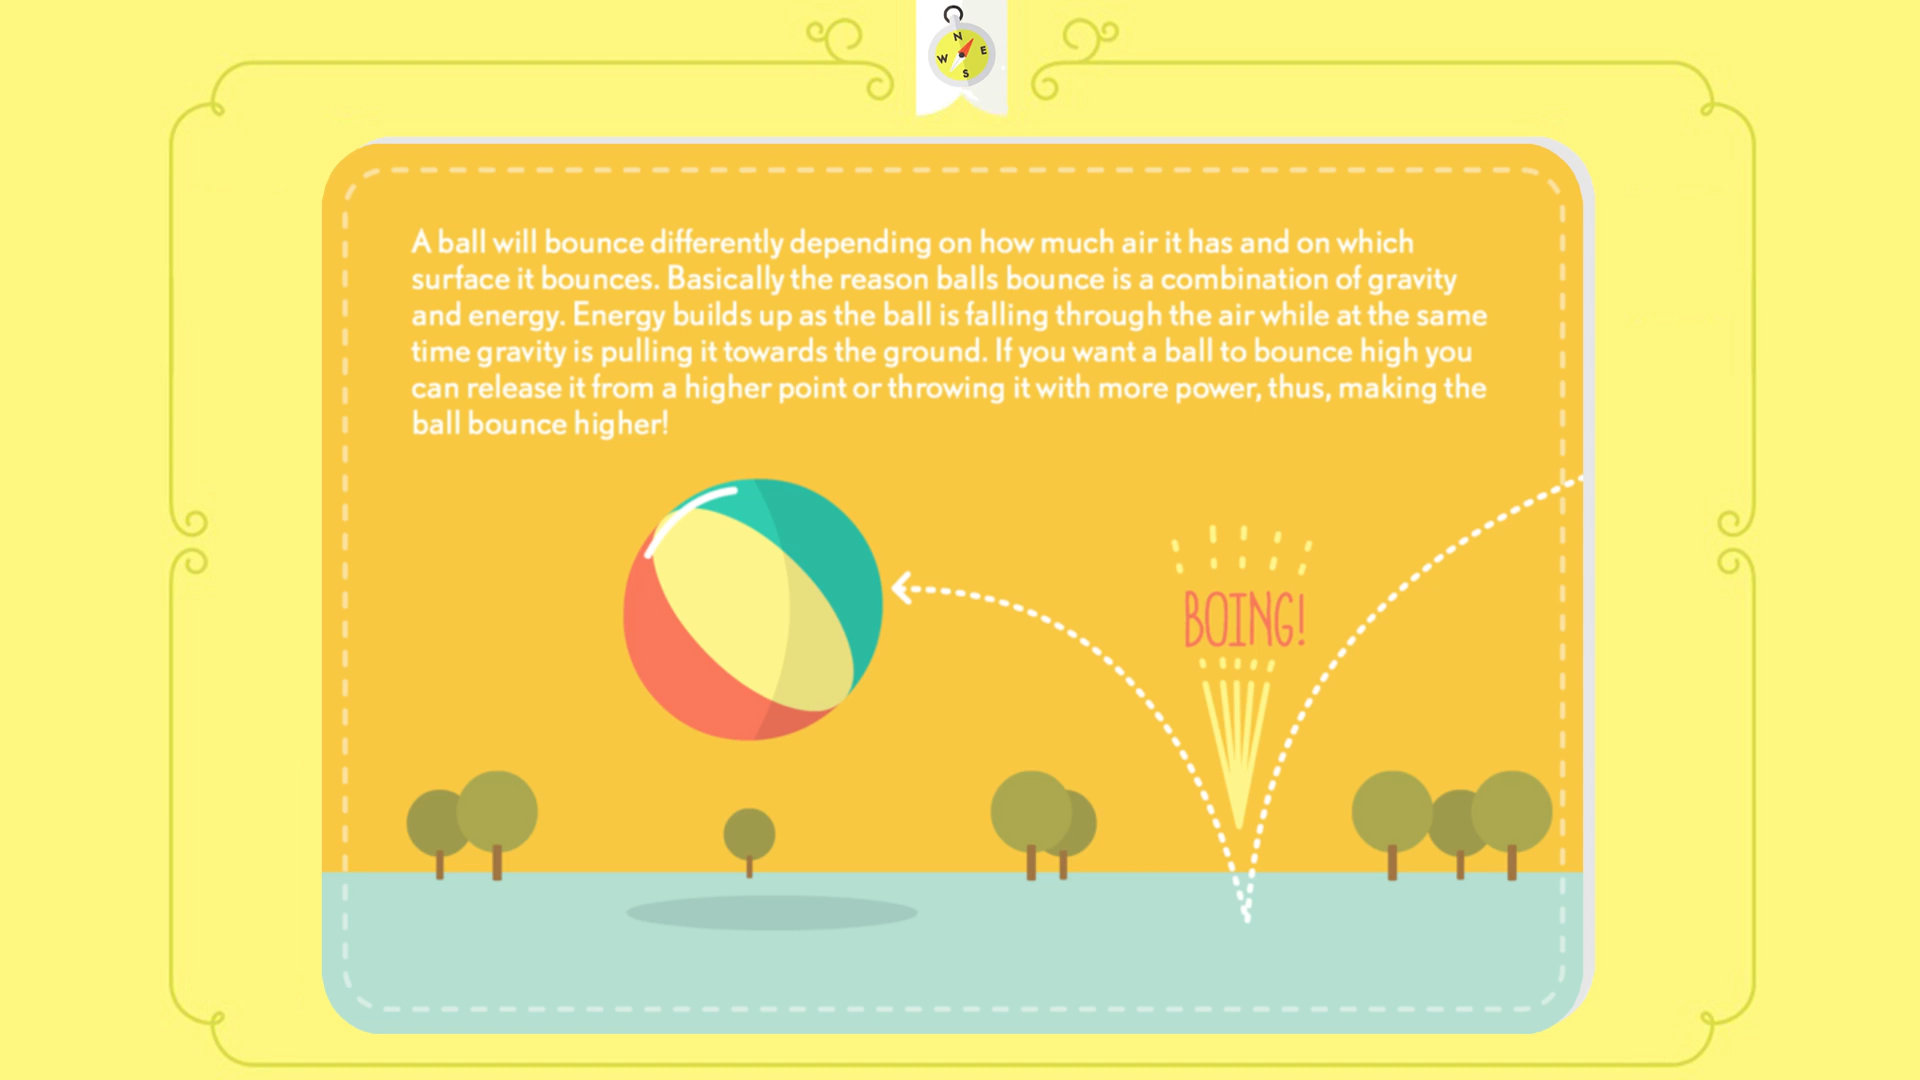 N
W E
S
A ball will bounce differently depending on how much air it has and on which
surface it bounces. Basically the reason balls bounce is a combination of gravity
and energy. Energy builds up as the ball is falling through the air while at the same
time gravity is pulling it towards the ground. If you want a ball to bounce high you
can release it from a higher point or throwing it with more power, thus, making the
ball bounce higher!
BOING!